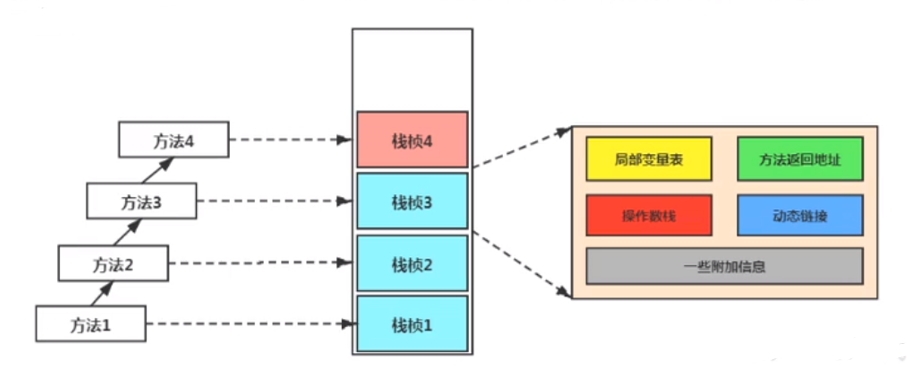 方法4
栈桢4
局部变量表
方法返回地址
方法3
栈桢3
操作数栈
动态链接
方法2
栈桢2
一些附加信息
方法1
栈桢1